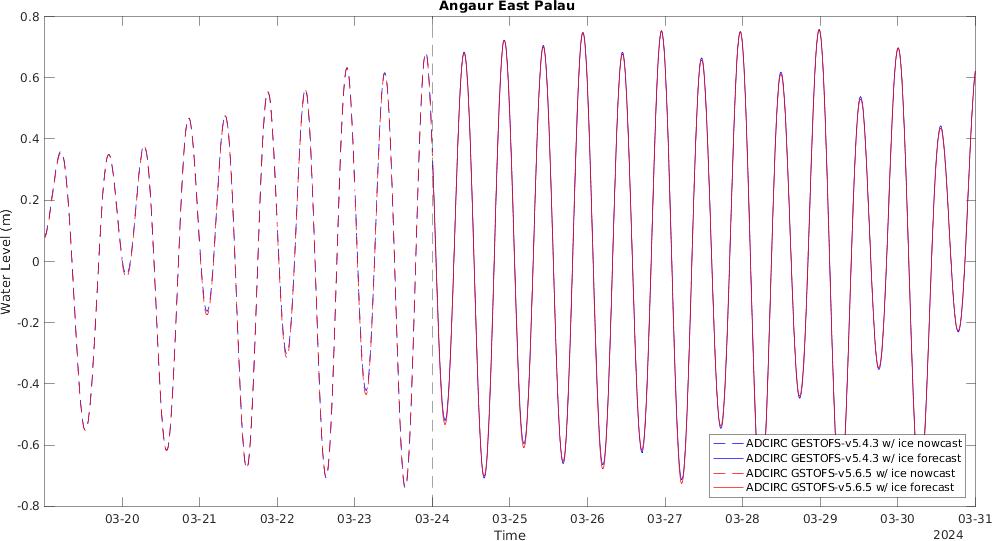 Angaur East Palau
0.8
0.6
0.4
0.2
0
-0.2
-0.4
-0.6
-0.8
Water Level (m)
ADCIRC GESTOFS-v5.4.3 w/ ice nowcast
ADCIRC GESTOFS-v5.4.3 w/ ice forecast
ADCIRC GSTOFS-v5.6.5 w/ ice nowcast
ADCIRC GSTOFS-v5.6.5 w/ ice forecast
03-20 03-21 03-22 03-23 03-24 03-25 03-26 03-27 03-28 03-29 03-30 03-31
Time
2024